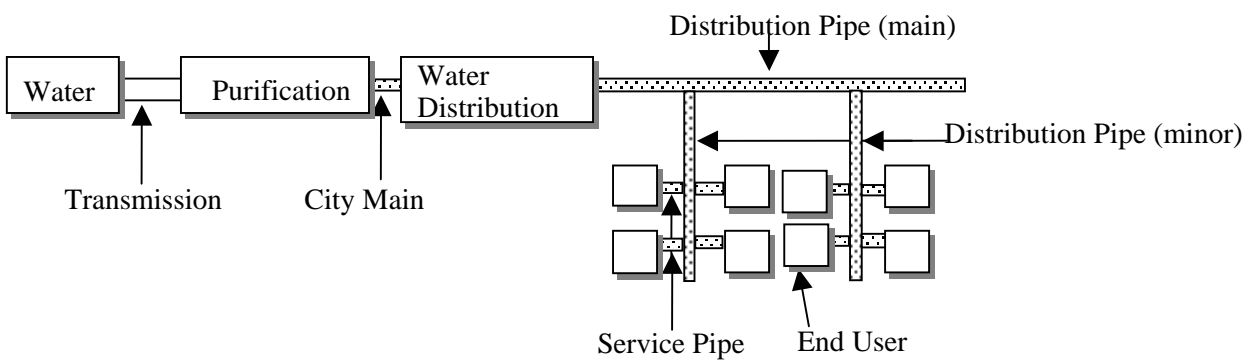 Distribution Pipe (main)
Water
Purification
Water
Distribution
Distribution Pipe (minor)
Transmission
City Main
Service Pipe
End User